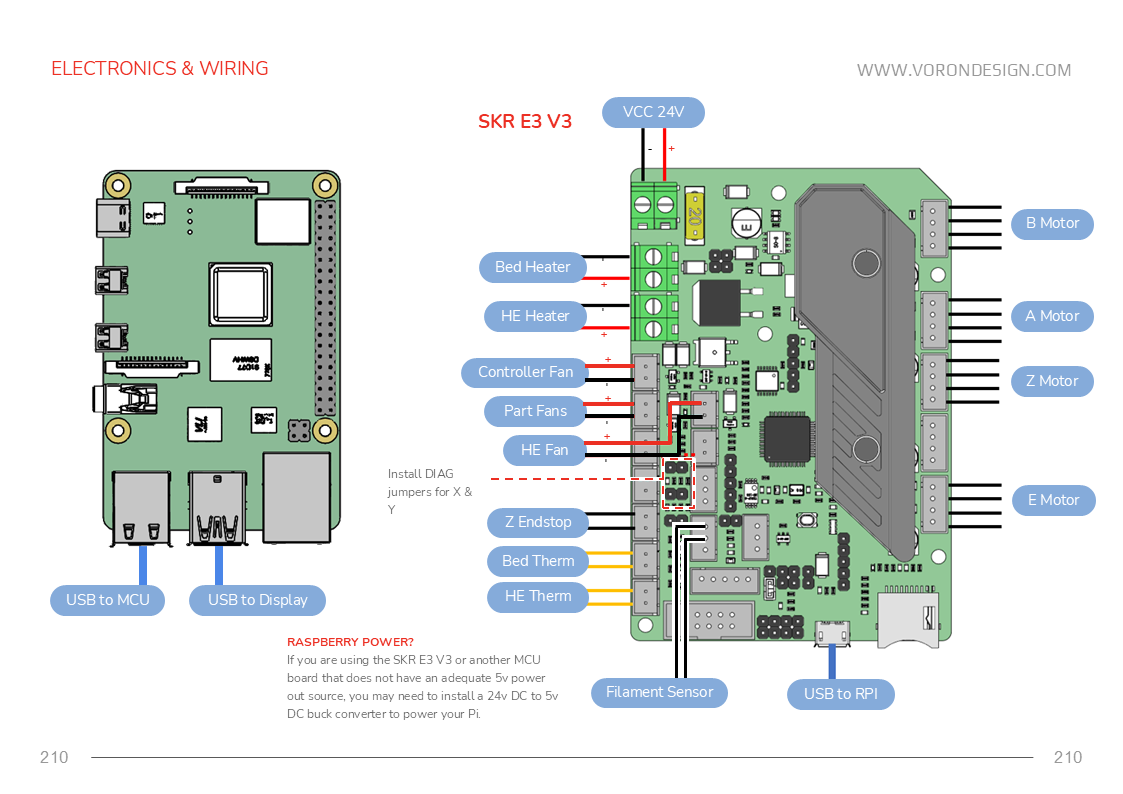 ELECTRONICS & WIRING
WWW.VORONDESIGN.COM
SKR E3 V3
VCC 24V
- +
20
B Motor
Bed Heater
-
+
HE Heater
-
+
A Motor
Controller Fan
+
-
Z Motor
Part Fans
+
-
HE Fan
+
-
Install DIAG
jumpers for X &
Y
E Motor
Z Endstop
Bed Therm
HE Therm
USB to MCU
USB to Display
RASPBERRY POWER?
If you are using the SKR E3 V3 or another MCU
board that does not have an adequate 5v power
out source, you may need to install a 24v DC to 5v
DC buck converter to power your Pi.
Filament Sensor
USB to RPI
210
210